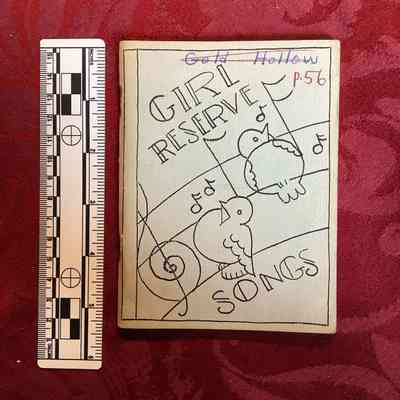 Gold Hollow
p.56
GIRL
RESERVE
SONGS